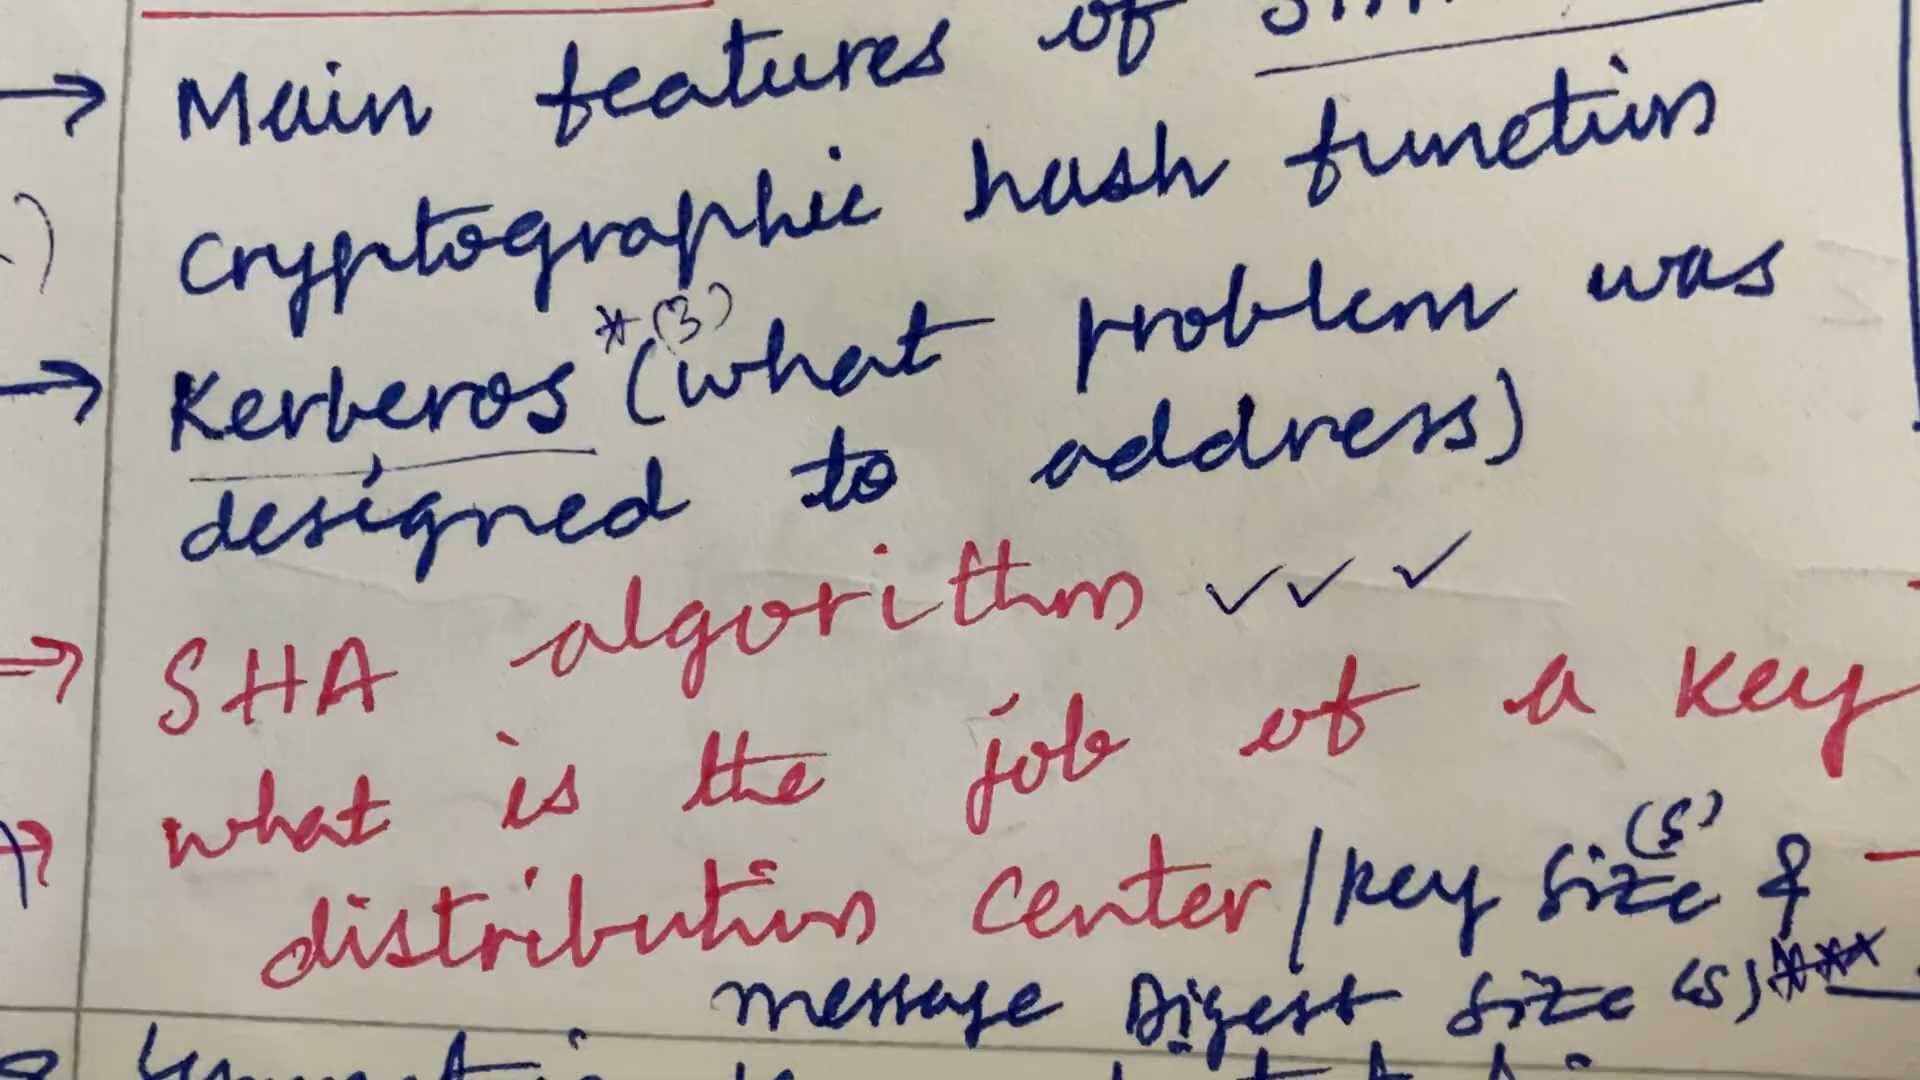 → Main features of
cryptographic hash function
*(3)
→ Kerberos (what problem was
designed to address)
→ SHA algorithm ✓ ✓ ✓
→ what is the job of a key
distribution center / key size (5) &
message Digest size (5) ***